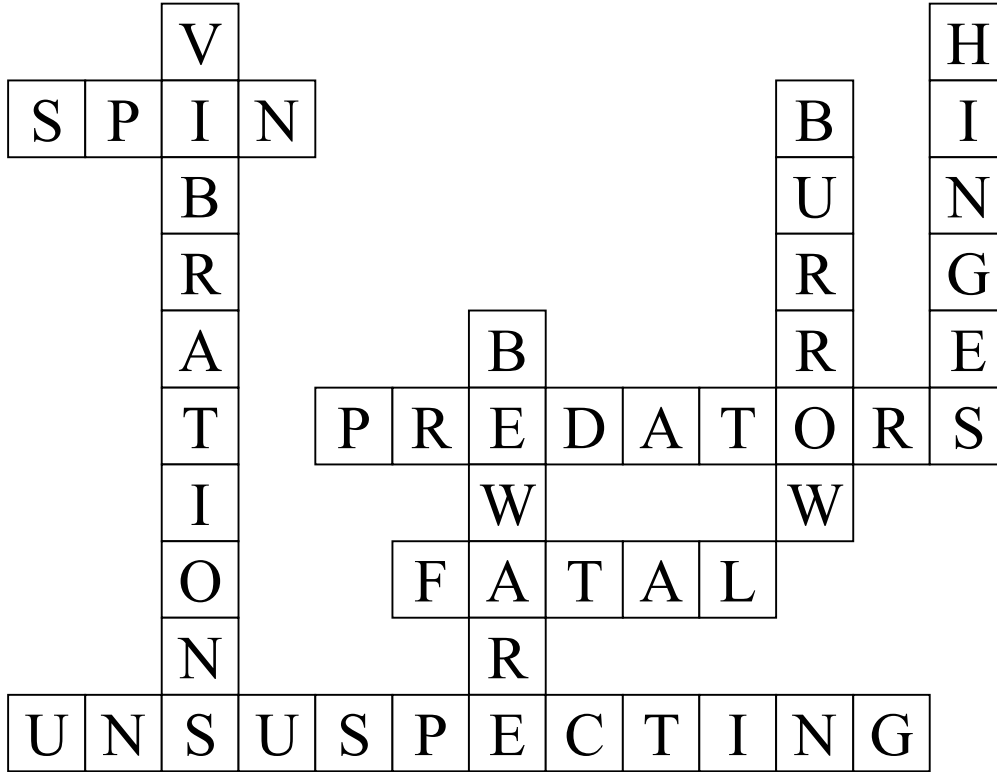 V H
SPIN B I
B U N
R R G
A B R E
T PREDATORS
I W W
O FATAL
N R
UNSUSPECTING